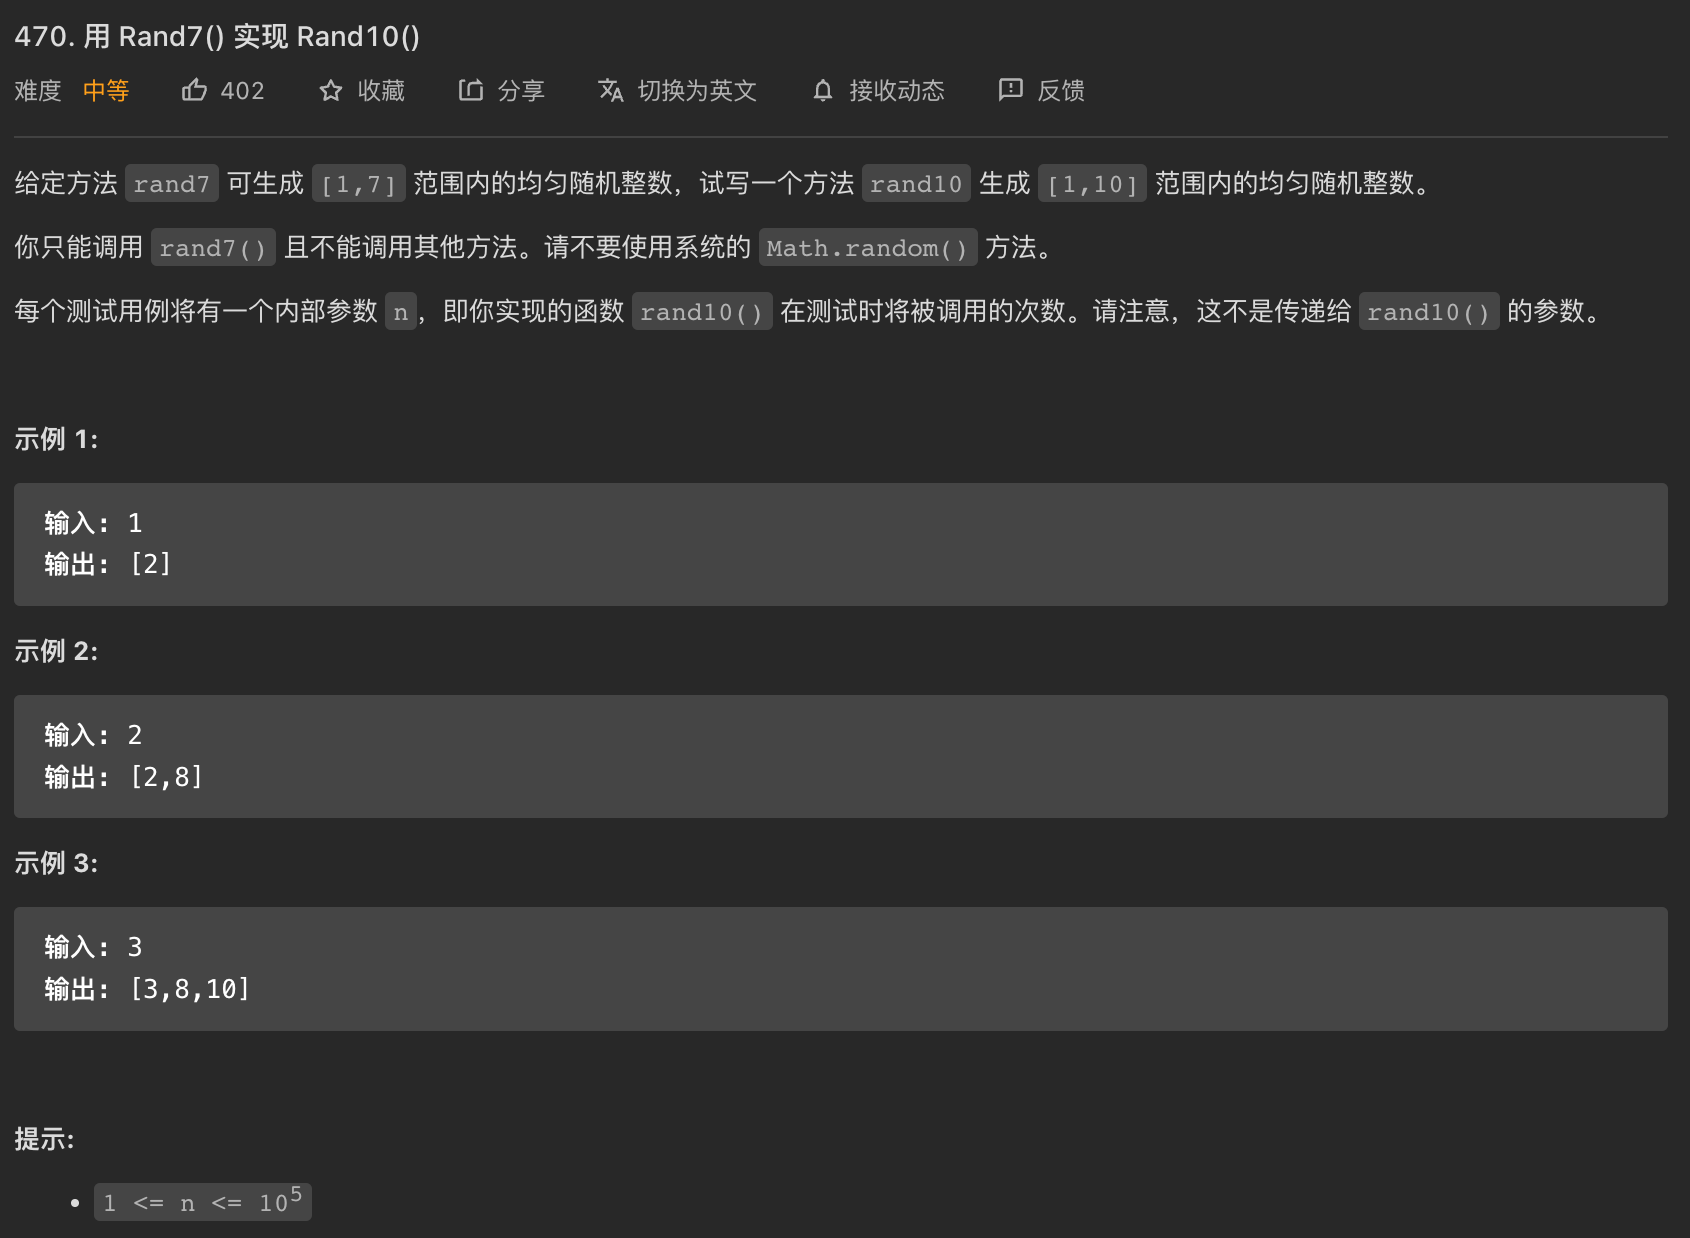 470. 用 Rand7() 实现 Rand10()
难度 中等 402 收藏 分享 切换为英文 接收动态 反馈
给定方法 rand7 可生成 [1,7] 范围内的均匀随机整数，试写一个方法 rand10 生成 [1,10] 范围内的均匀随机整数。
你只能调用 rand7() 且不能调用其他方法。请不要使用系统的 Math.random() 方法。
每个测试用例将有一个内部参数 n，即你实现的函数 rand10() 在测试时将被调用的次数。请注意，这不是传递给 rand10() 的参数。
示例 1:
输入: 1
输出: [2]
示例 2:
输入: 2
输出: [2,8]
示例 3:
输入: 3
输出: [3,8,10]
提示:
• 1 <= n <= 10⁵